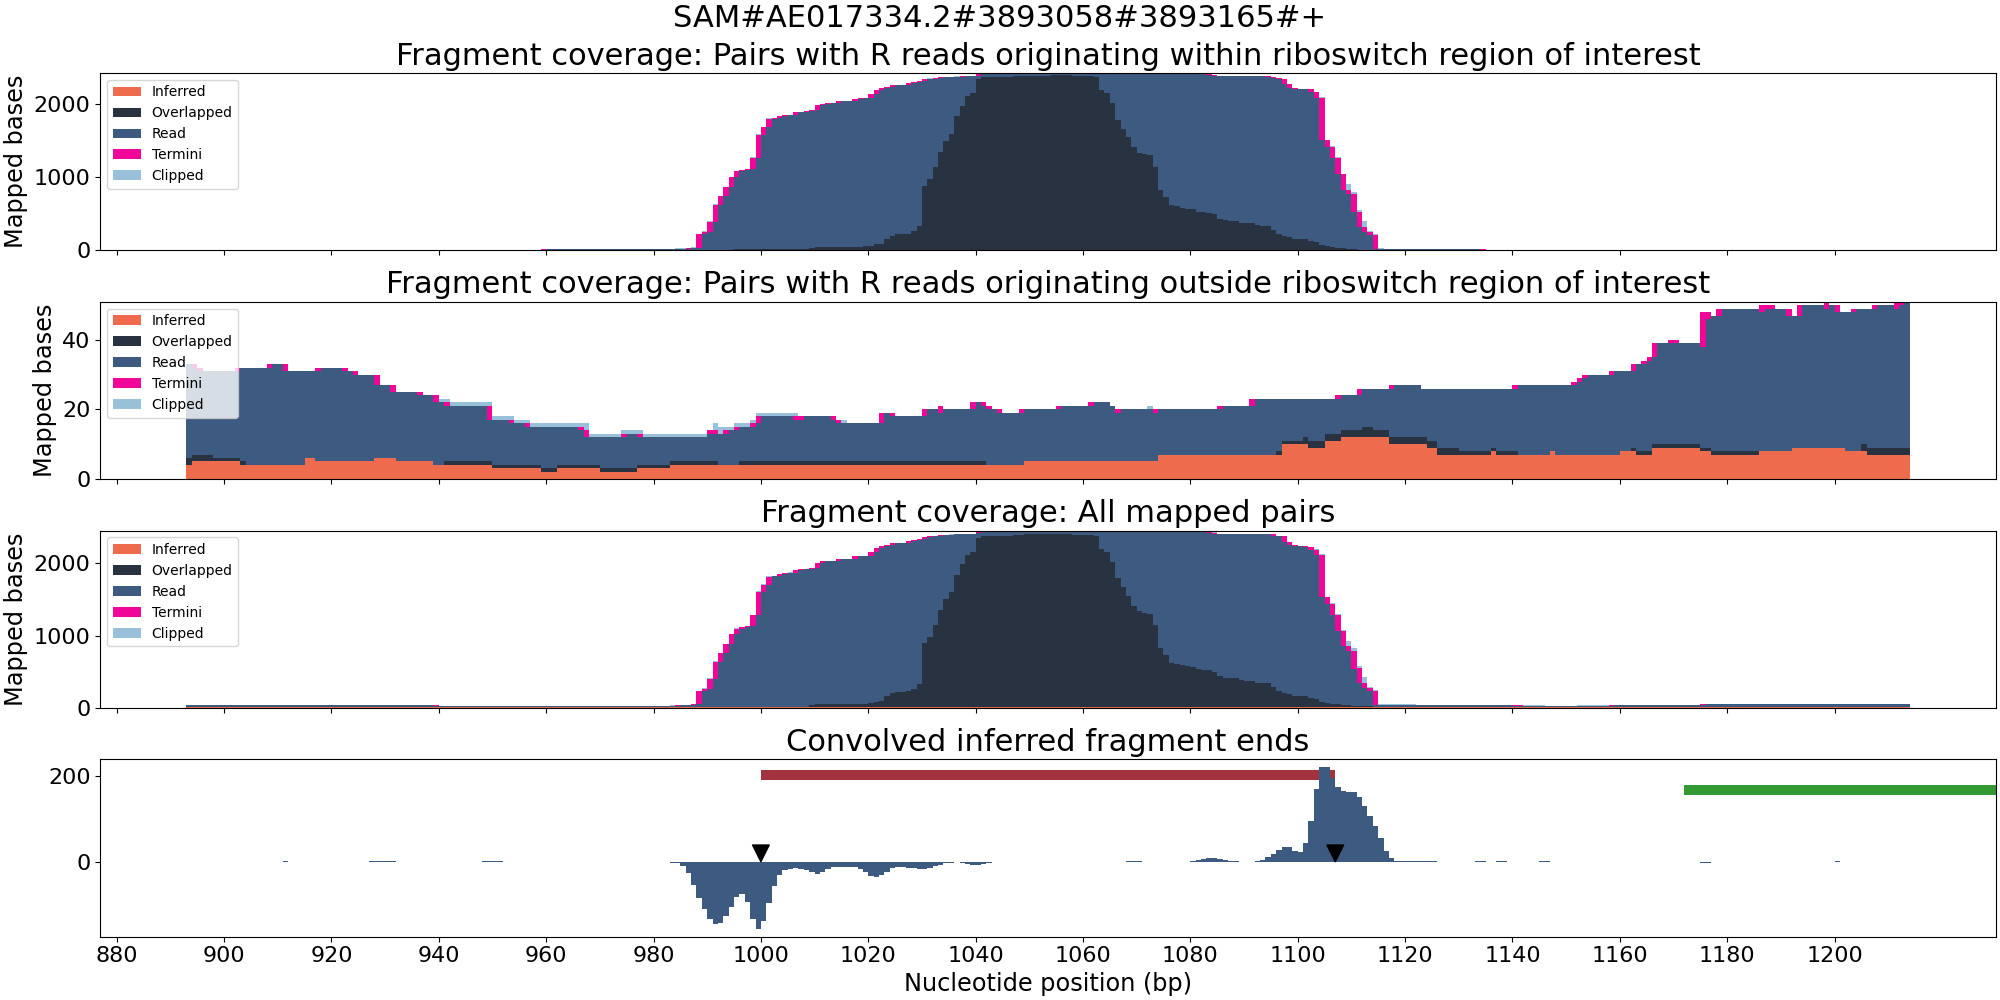 SAM#AE017334.2#3893058#3893165#+
Fragment coverage: Pairs with R reads originating within riboswitch region of interest
Mapped bases
2000
1000
0
Inferred
Overlapped
Read
Termini
Clipped
Fragment coverage: Pairs with R reads originating outside riboswitch region of interest
Mapped bases
40
20
0
Inferred
Overlapped
Read
Termini
Clipped
Fragment coverage: All mapped pairs
Mapped bases
2000
1000
0
Inferred
Overlapped
Read
Termini
Clipped
Convolved inferred fragment ends
200
0
880 900 920 940 960 980 1000 1020 1040 1060 1080 1100 1120 1140 1160 1180 1200
Nucleotide position (bp)